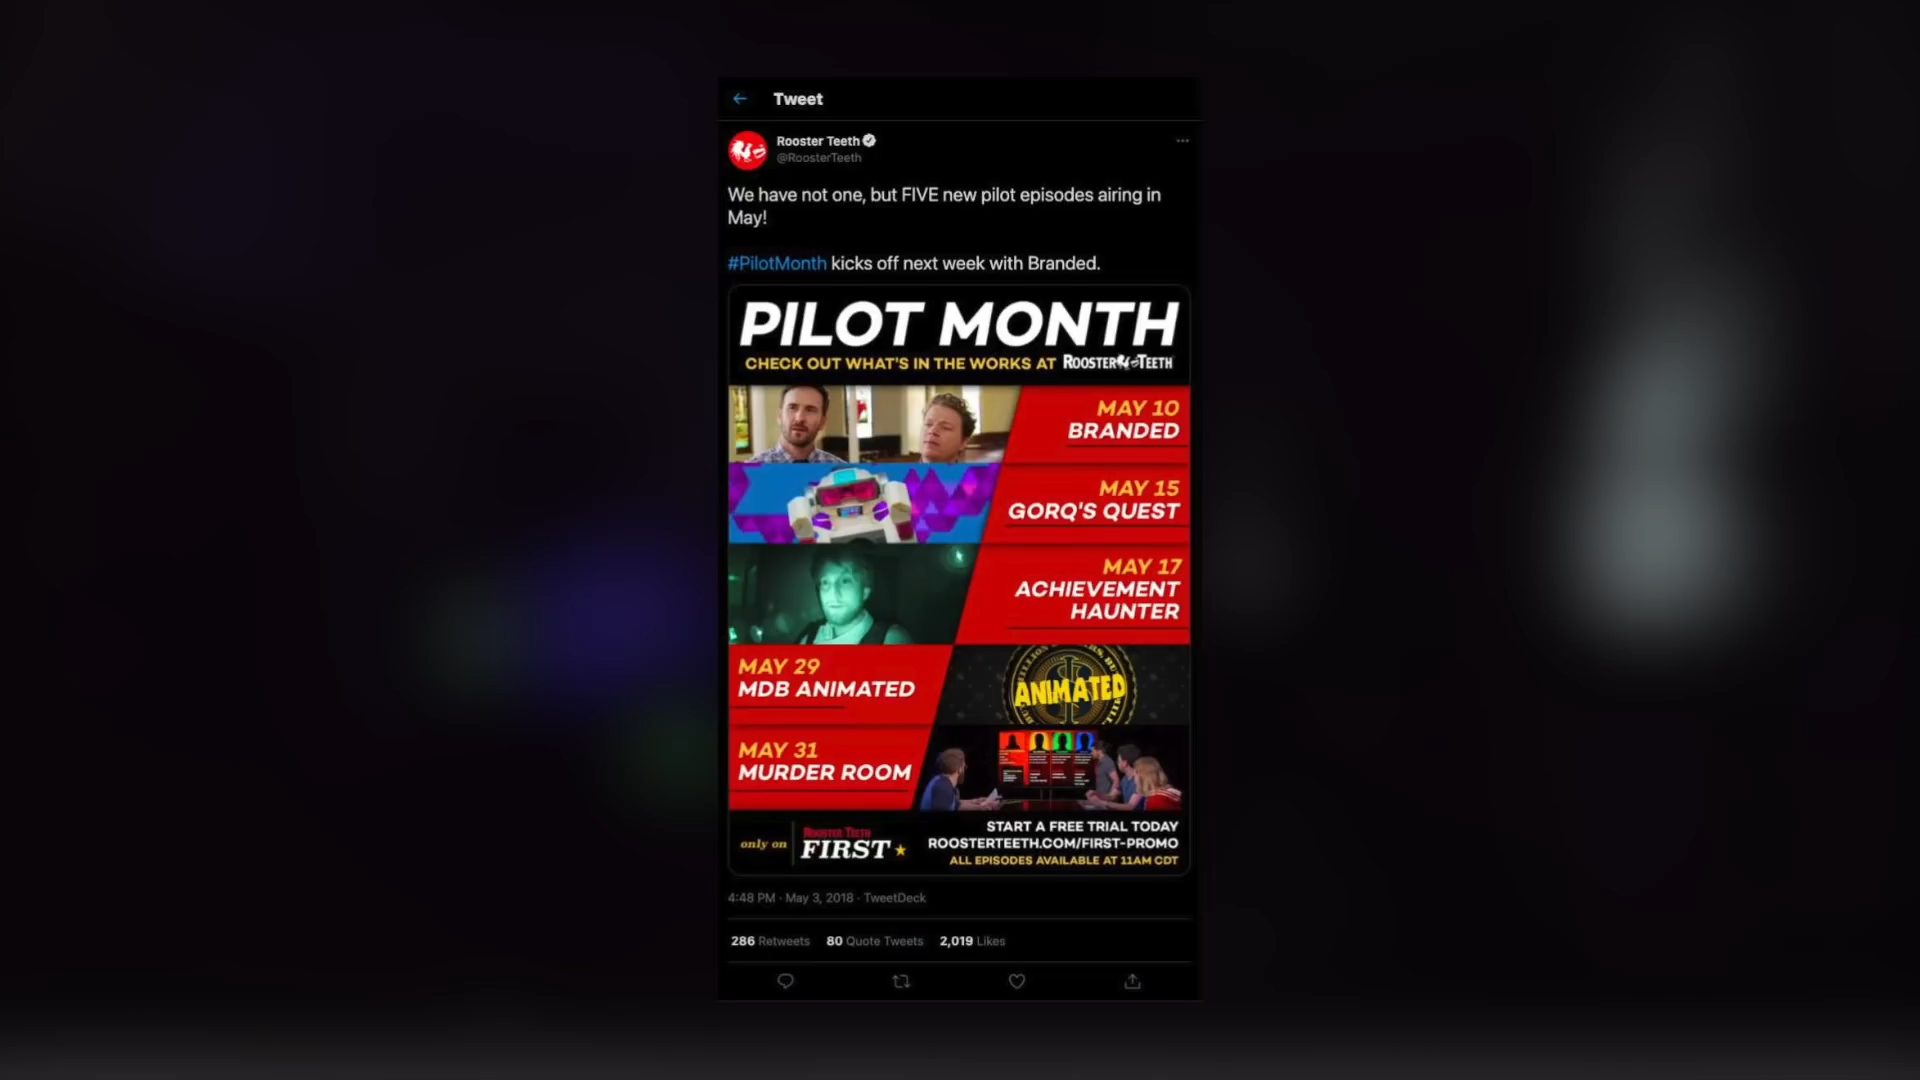 Tweet
Rooster Teeth
@RoosterTeeth
We have not one, but FIVE new pilot episodes airing in
May!
#PilotMonth kicks off next week with Branded.
PILOT MONTH
CHECK OUT WHAT'S IN THE WORKS AT ROOSTER TEETH
MAY 10
BRANDED
MAY 15
GORQ'S QUEST
MAY 17
ACHIEVEMENT
HAUNTER
MAY 29
MDB ANIMATED
ANIMATED
MAY 31
MURDER ROOM
only on
ROOSTER TEETH
FIRST
START A FREE TRIAL TODAY
ROOSTERTEETH.COM/FIRST-PROMO
ALL EPISODES AVAILABLE AT 11AM CDT
4:48 PM · May 3, 2018 · TweetDeck
286 Retweets 80 Quote Tweets 2,019 Likes